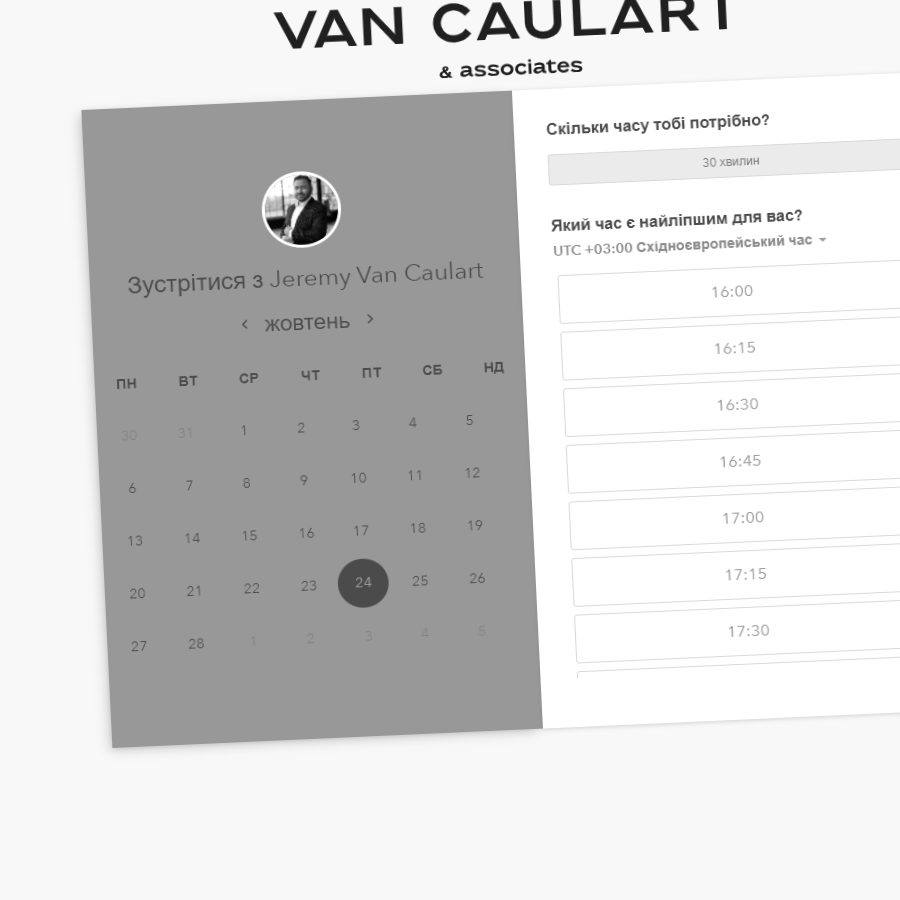 VAN CAULART
& associates
Зустрітися з Jeremy Van Caulart
‹ жовтень ›
ПН ВТ СР ЧТ ПТ СБ НД
30 31 1 2 3 4 5
6 7 8 9 10 11 12
13 14 15 16 17 18 19
20 21 22 23 24 25 26
27 28 1 2 3 4 5
Скільки часу тобі потрібно?
30 хвилин
Який час є найліпшим для вас?
UTC +03:00 Східноєвропейський час
16:00
16:15
16:30
16:45
17:00
17:15
17:30